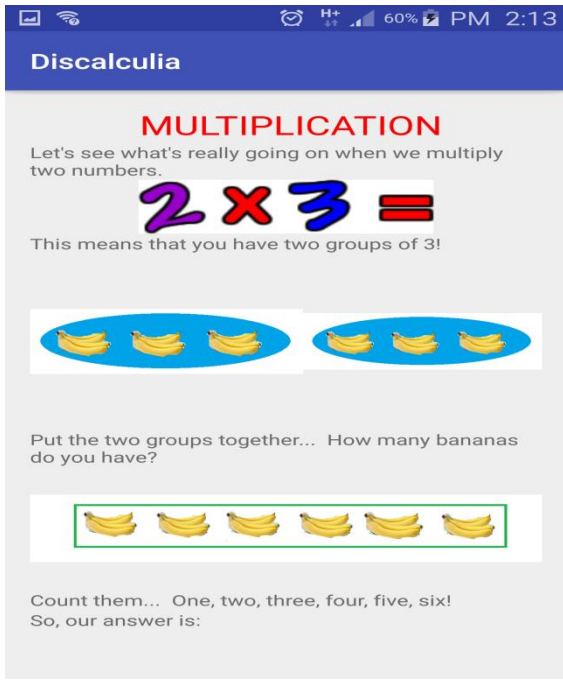 H+ 60% PM 2:13
Discalculia
MULTIPLICATION
Let's see what's really going on when we multiply
two numbers.
2 x 3 =
This means that you have two groups of 3!
Put the two groups together... How many bananas
do you have?
Count them... One, two, three, four, five, six!
So, our answer is: